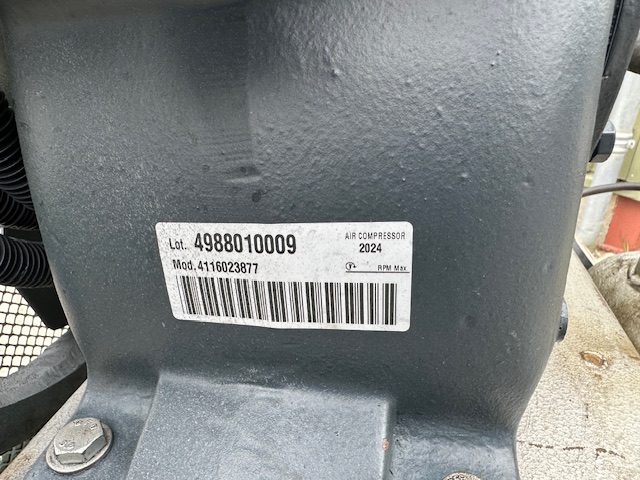 Lot. 4988010009
AIR COMPRESSOR
2024
Mod. 4116023877
RPM Max